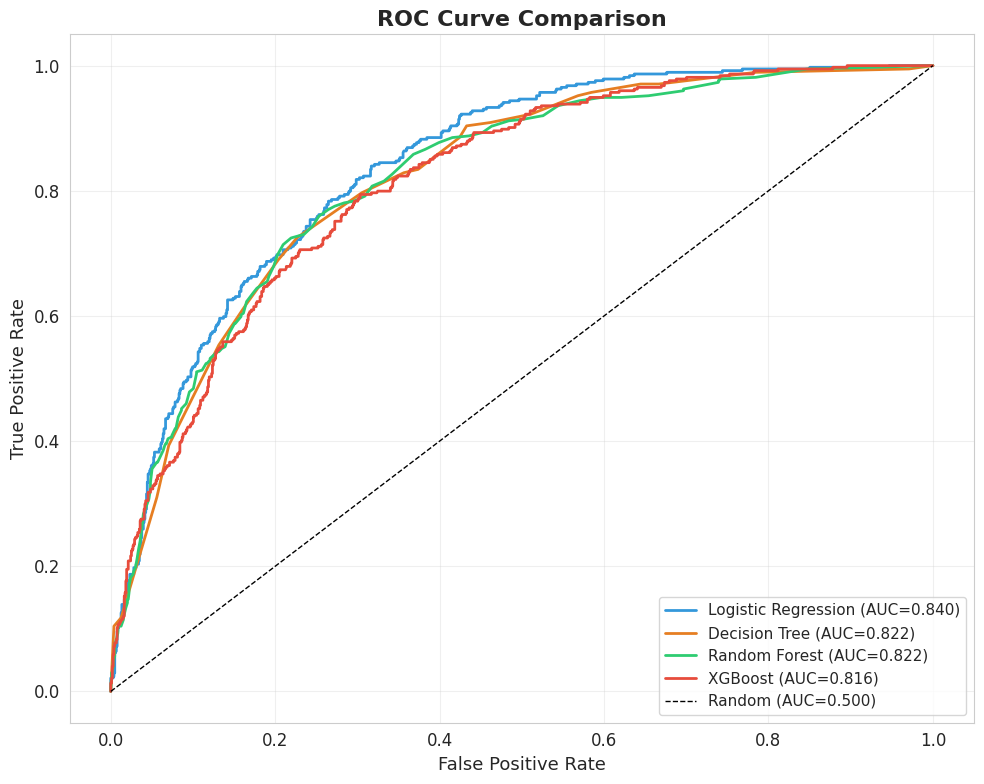 ROC Curve Comparison
True Positive Rate
1.0
0.8
0.6
0.4
0.2
0.0
0.0 0.2 0.4 0.6 0.8 1.0
False Positive Rate
Logistic Regression (AUC=0.840)
Decision Tree (AUC=0.822)
Random Forest (AUC=0.822)
XGBoost (AUC=0.816)
Random (AUC=0.500)